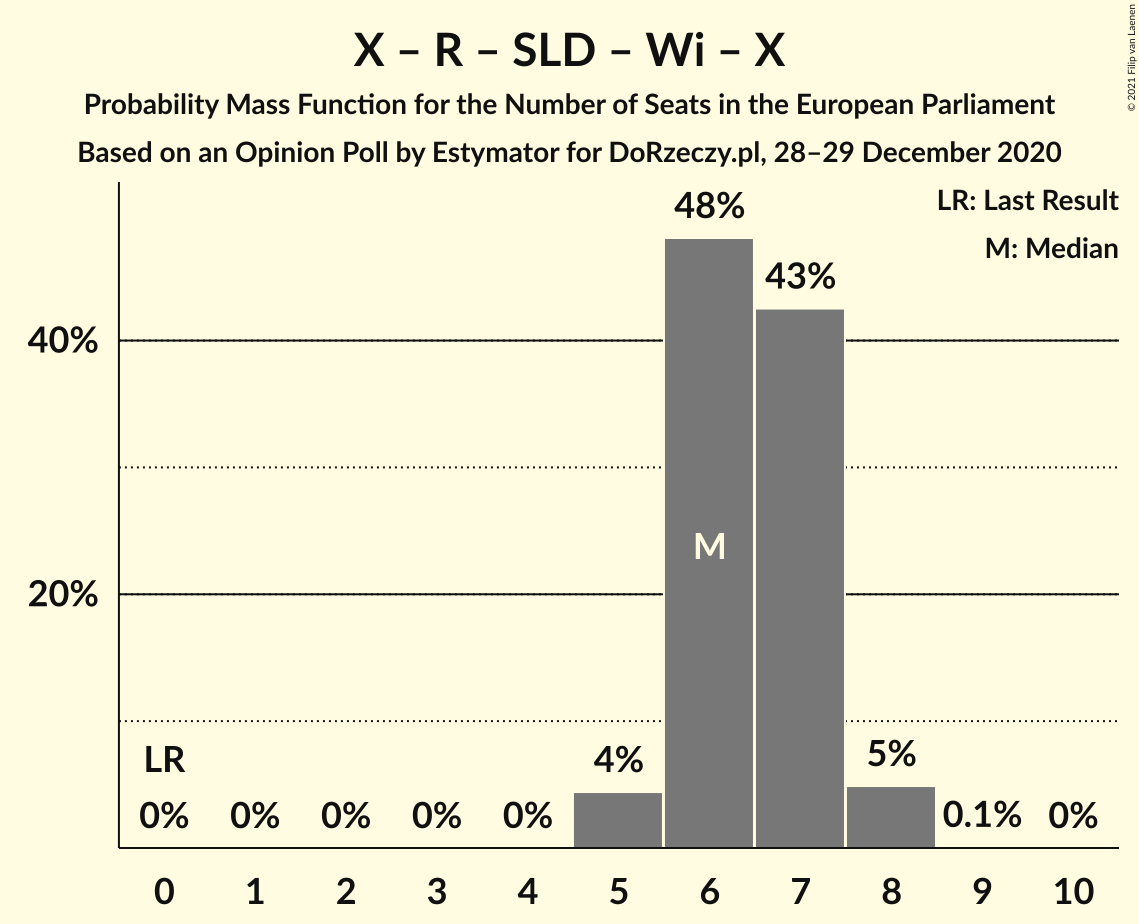 X – R – SLD – Wi – X
Probability Mass Function for the Number of Seats in the European Parliament
Based on an Opinion Poll by Estymator for DoRzeczy.pl, 28–29 December 2020
© 2021 Filip van Laenen
LR: Last Result
M: Median
48%
43%
40%
M
20%
LR
4%
5%
0% 0% 0% 0% 0% 0.1% 0%
0 1 2 3 4 5 6 7 8 9 10